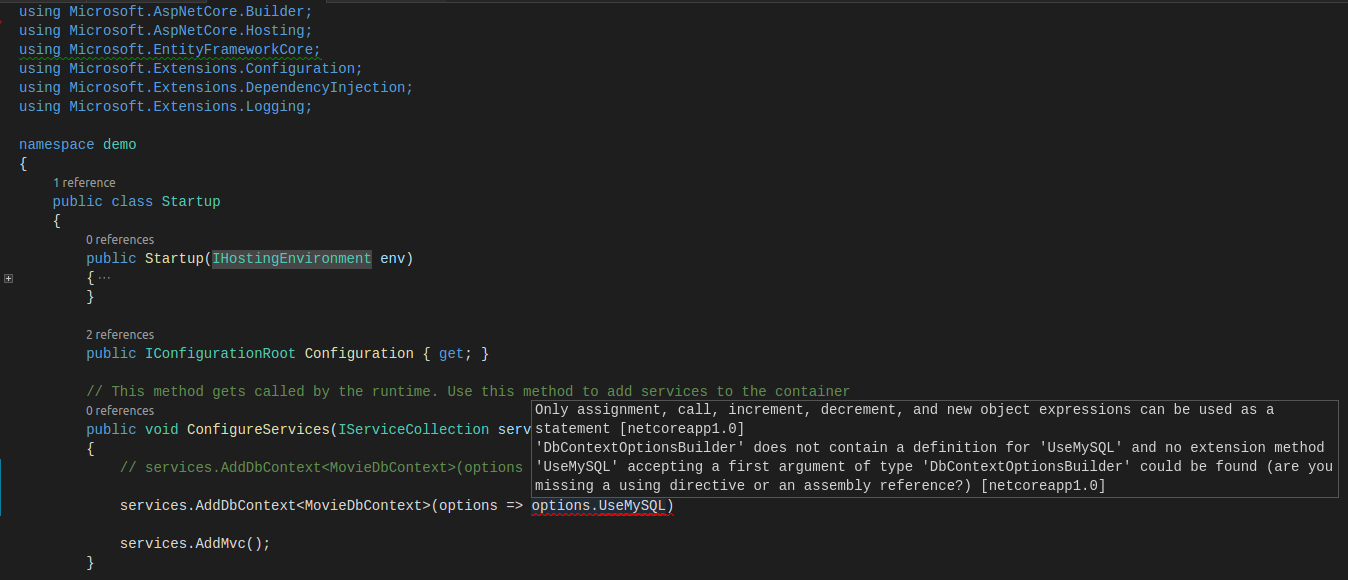 using Microsoft.AspNetCore.Builder;
using Microsoft.AspNetCore.Hosting;
using Microsoft.EntityFrameworkCore;
using Microsoft.Extensions.Configuration;
using Microsoft.Extensions.DependencyInjection;
using Microsoft.Extensions.Logging;
namespace demo
{
1 reference
public class Startup
{
0 references
public Startup(IHostingEnvironment env)
{ ...
}
2 references
public IConfigurationRoot Configuration { get; }
// This method gets called by the runtime. Use this method to add services to the container
0 references
public void ConfigureServices(IServiceCollection serv
{
// services.AddDbContext<MovieDbContext>(options
Only assignment, call, increment, decrement, and new object expressions can be used as a
statement [netcoreapp1.0]
'DbContextOptionsBuilder' does not contain a definition for 'UseMySQL' and no extension method
'UseMySQL' accepting a first argument of type 'DbContextOptionsBuilder' could be found (are you
missing a using directive or an assembly reference?) [netcoreapp1.0]
services.AddDbContext<MovieDbContext>(options => options.UseMySQL)
services.AddMvc();
}